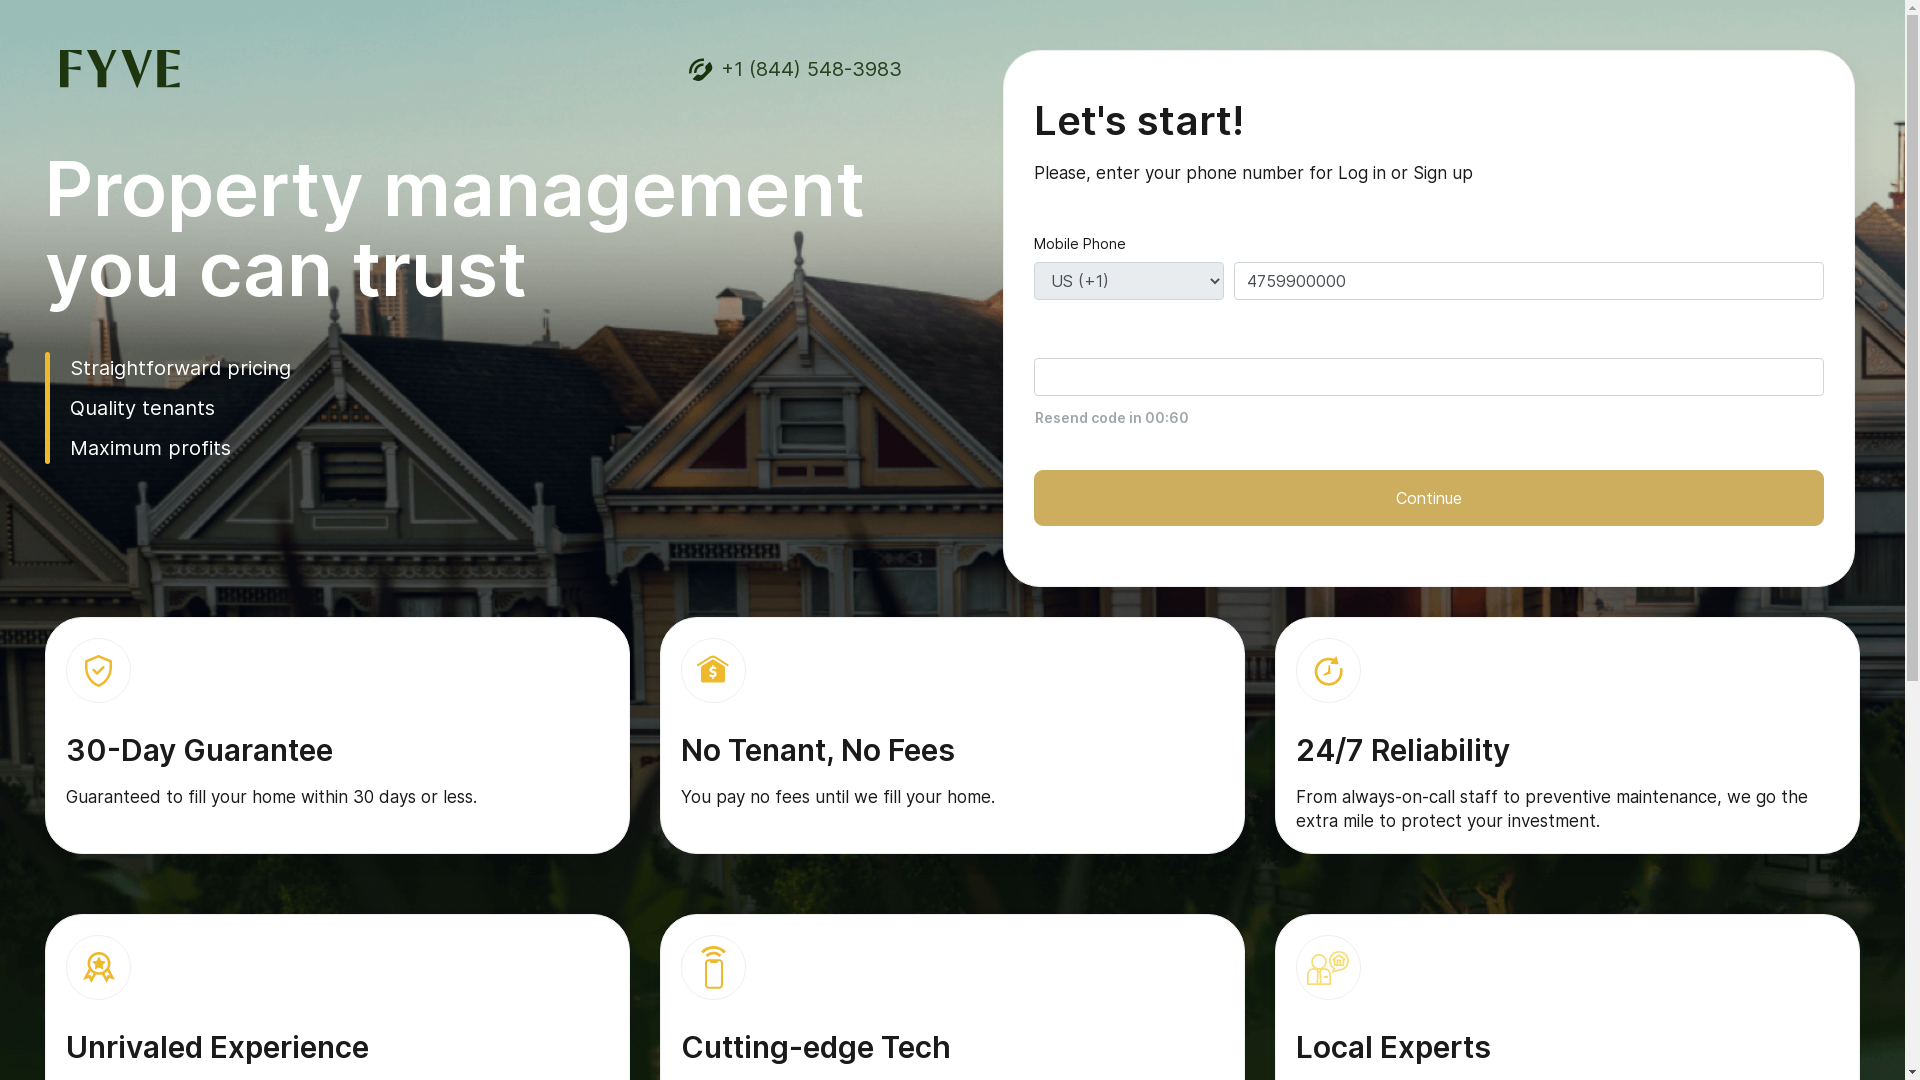 FYVE
+1 (844) 548-3983
Property management
you can trust
Straightforward pricing
Quality tenants
Maximum profits
Let's start!
Please, enter your phone number for Log in or Sign up
Mobile Phone
US (+1)
4759900000
Resend code in 00:60
Continue
30-Day Guarantee
Guaranteed to fill your home within 30 days or less.
No Tenant, No Fees
You pay no fees until we fill your home.
24/7 Reliability
From always-on-call staff to preventive maintenance, we go the
extra mile to protect your investment.
Unrivaled Experience
Cutting-edge Tech
Local Experts